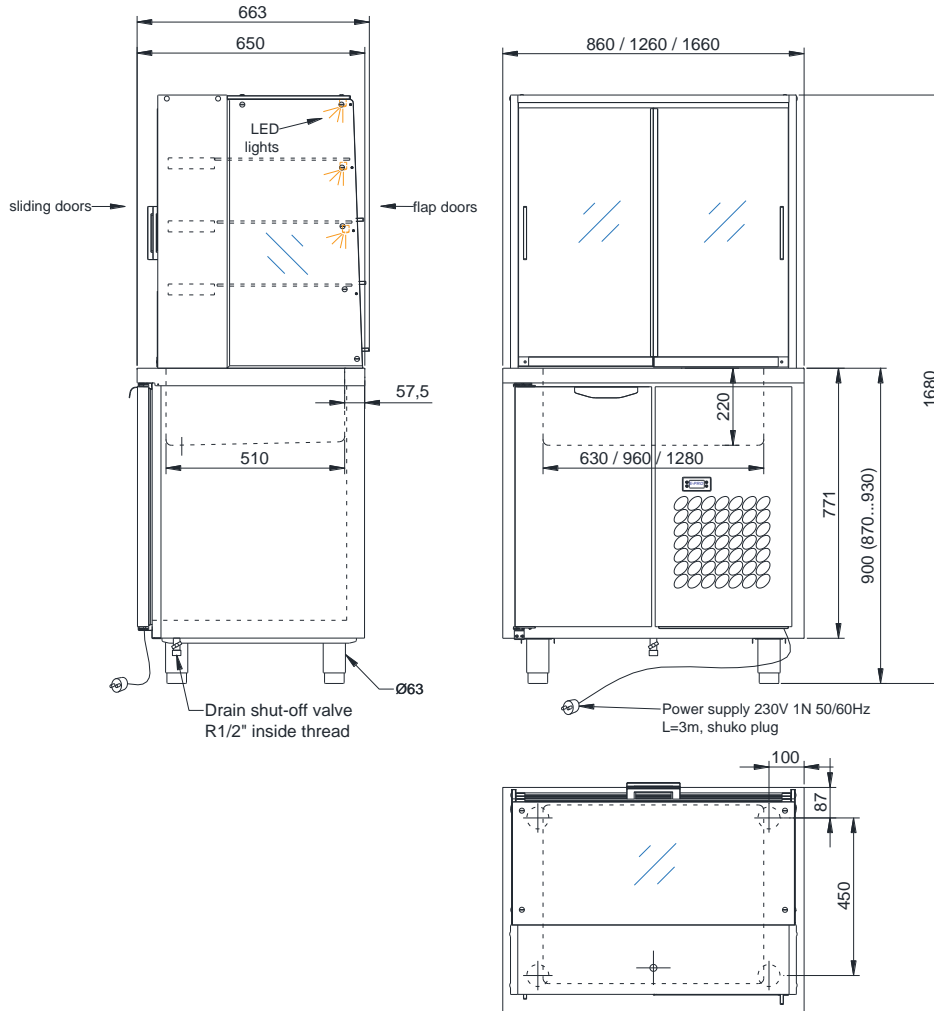 663
650
860 / 1260 / 1660
LED
lights
sliding doors
flap doors
57,5
220
510
630 / 960 / 1280
771
900 (870...930)
1680
Ø63
Drain shut-off valve
R1/2" inside thread
Power supply 230V 1N 50/60Hz
L=3m, shuko plug
100
87
450